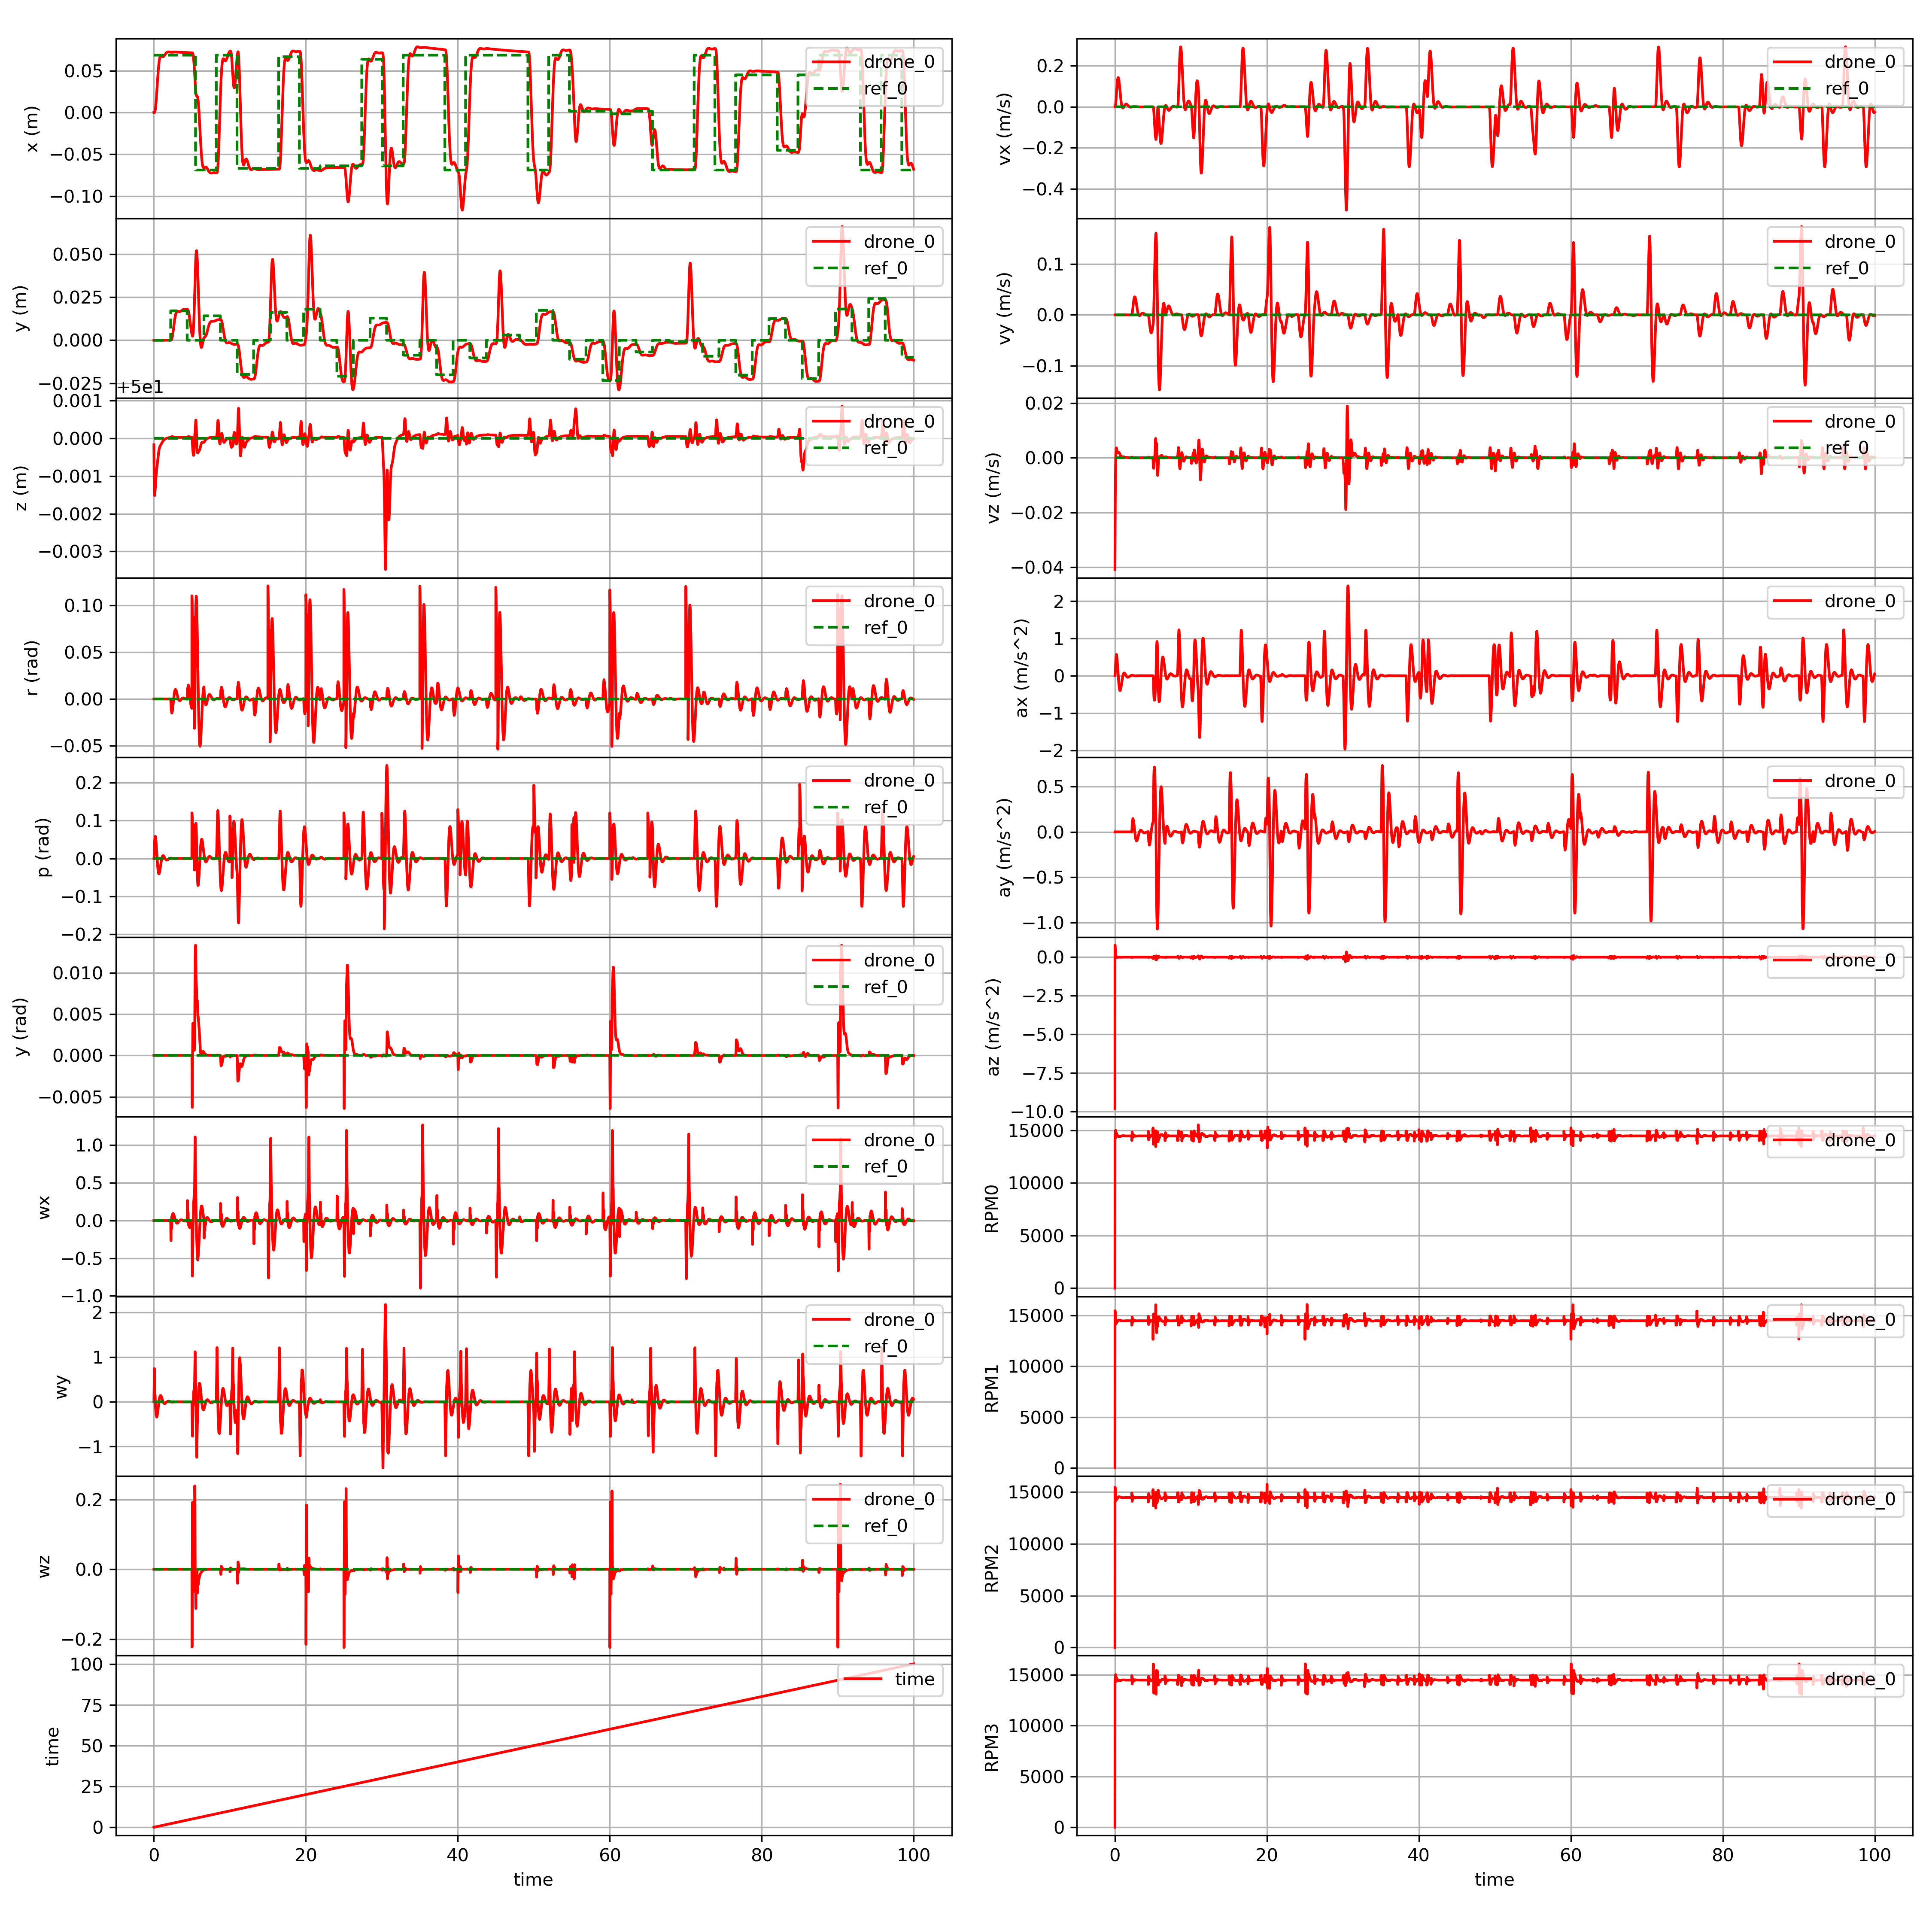 0.05
0.00
−0.05
−0.10
x (m)
drone_0
ref_0
0.050
0.025
0.000
−0.025
y (m)
drone_0
ref_0
+5e1
0.001
0.000
−0.001
−0.002
−0.003
z (m)
drone_0
ref_0
0.10
0.05
0.00
−0.05
r (rad)
drone_0
ref_0
0.2
0.1
0.0
−0.1
−0.2
p (rad)
drone_0
ref_0
0.010
0.005
0.000
−0.005
y (rad)
drone_0
ref_0
1.0
0.5
0.0
−0.5
−1.0
wx
drone_0
ref_0
2
1
0
−1
wy
drone_0
ref_0
0.2
0.0
−0.2
wz
drone_0
ref_0
100
75
50
25
0
time
time
0 20 40 60 80 100
time
0.2
0.0
−0.2
−0.4
vx (m/s)
drone_0
ref_0
0.1
0.0
−0.1
vy (m/s)
drone_0
ref_0
0.02
0.00
−0.02
−0.04
vz (m/s)
drone_0
ref_0
2
1
0
−1
−2
ax (m/s^2)
drone_0
0.5
0.0
−0.5
−1.0
ay (m/s^2)
drone_0
0.0
−2.5
−5.0
−7.5
−10.0
az (m/s^2)
drone_0
15000
10000
5000
0
RPM0
drone_0
15000
10000
5000
0
RPM1
drone_0
15000
10000
5000
0
RPM2
drone_0
15000
10000
5000
0
RPM3
drone_0
0 20 40 60 80 100
time